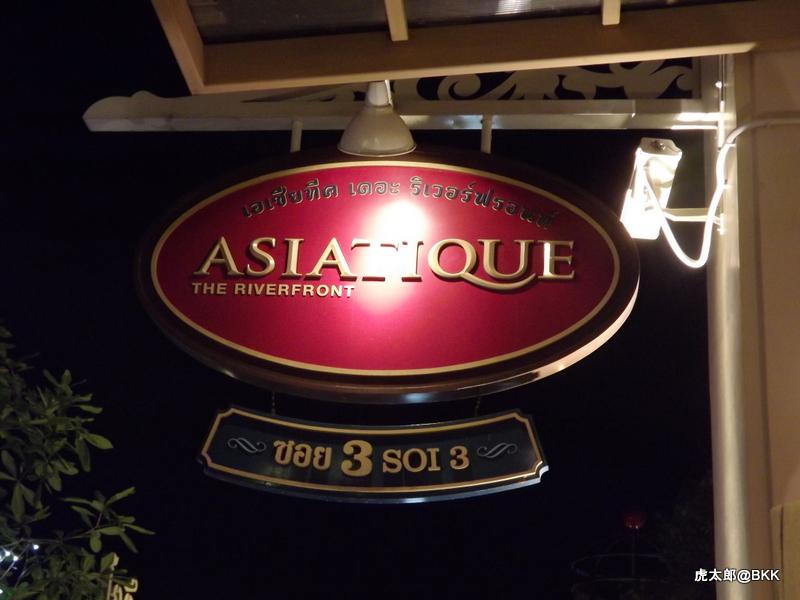 เอเชียทีค เดอะ ริเวอร์ฟรอนท์
ASIATIQUE
THE RIVERFRONT
ซอย 3 SOI 3
虎太郎@BKK